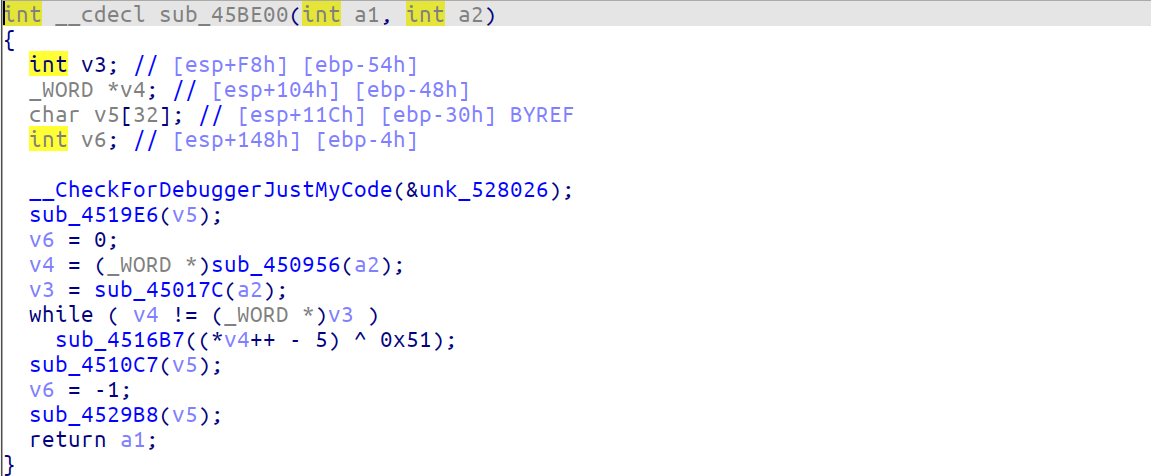 int __cdecl sub_45BE00(int a1, int a2)
{
  int v3; // [esp+F8h] [ebp-54h]
  _WORD *v4; // [esp+104h] [ebp-48h]
  char v5[32]; // [esp+11Ch] [ebp-30h] BYREF
  int v6; // [esp+148h] [ebp-4h]

  __CheckForDebuggerJustMyCode(&unk_528026);
  sub_4519E6(v5);
  v6 = 0;
  v4 = (_WORD *)sub_450956(a2);
  v3 = sub_45017C(a2);
  while ( v4 != (_WORD *)v3 )
    sub_4516B7((*v4++ - 5) ^ 0x51);
  sub_4510C7(v5);
  v6 = -1;
  sub_4529B8(v5);
  return a1;
}